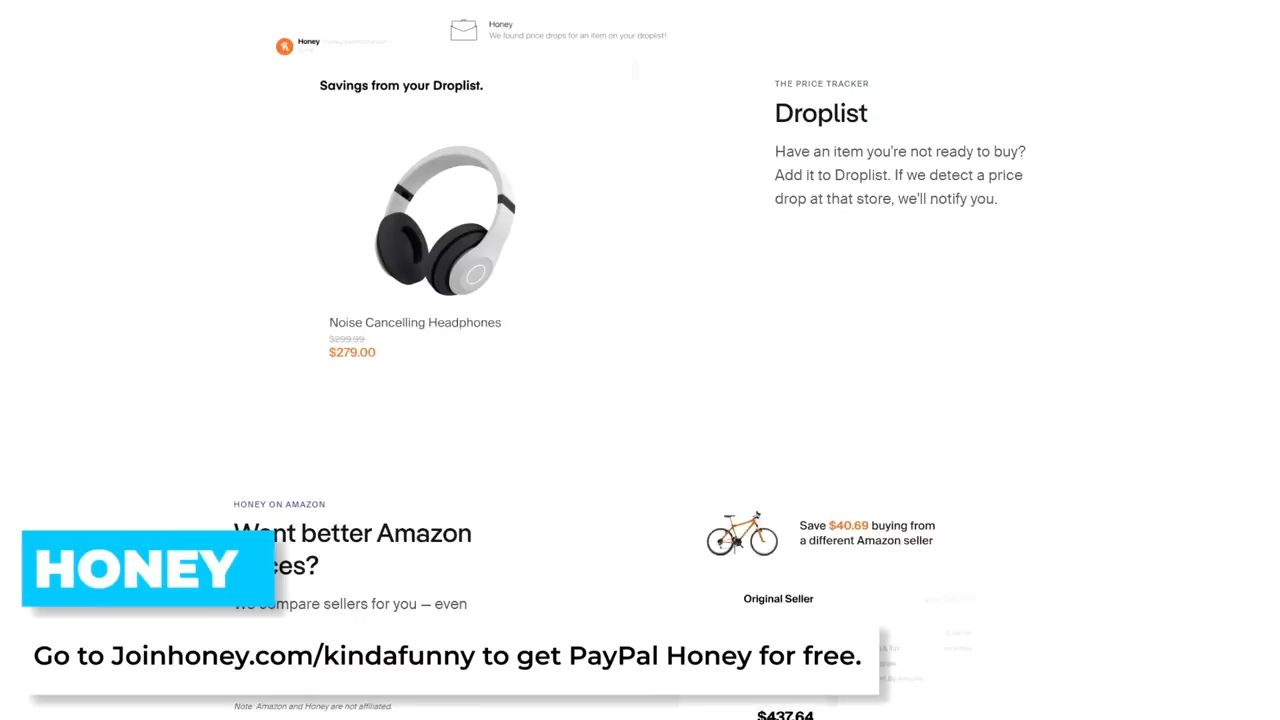 Honey
We found price drops for an item on your droplist!
Honey
Savings from your Droplist.
THE PRICE TRACKER
Droplist
Have an item you're not ready to buy?
Add it to Droplist. If we detect a price
drop at that store, we'll notify you.
Noise Cancelling Headphones
$299.99
$279.00
HONEY ON AMAZON
Want better Amazon
ces?
We compare sellers for you — even
Save $40.69 buying from
a different Amazon seller
Original Seller
HONEY
Go to Joinhoney.com/kindafunny to get PayPal Honey for free.
Note Amazon and Honey are not affiliated.
$437.64